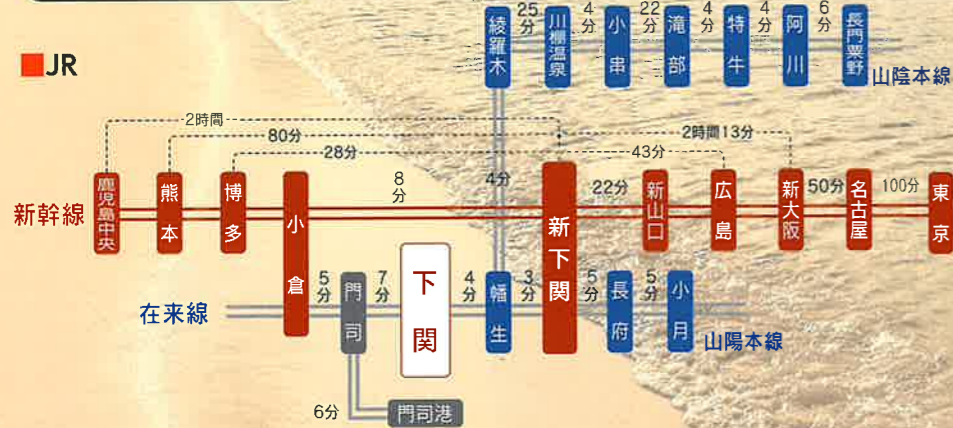 JR
25分
4分
22分
4分
4分
6分
綾羅木
川棚温泉
小串
滝部
特牛
阿川
長門粟野
山陰本線
2時間
80分
28分
2時間13分
43分
新幹線
鹿児島中央
熊本
博多
小倉
8分
4分
新下関
22分
新山口
広島
新大阪
50分
名古屋
100分
東京
在来線
5分
門司
7分
下関
4分
幡生
3分
5分
長府
5分
小月
山陽本線
6分
門司港